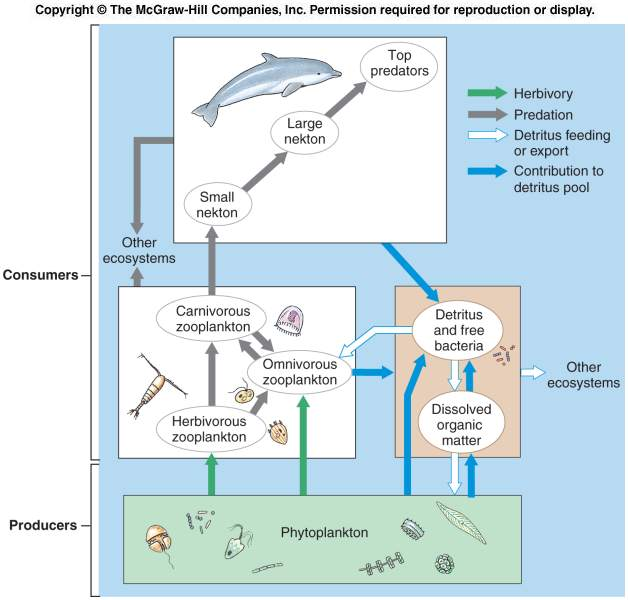 Copyright © The McGraw-Hill Companies, Inc. Permission required for reproduction or display.
Top
predators
Herbivory
Predation
Detritus feeding
or export
Contribution to
detritus pool
Large
nekton
Small
nekton
Other
ecosystems
Consumers
Carnivorous
zooplankton
Omnivorous
zooplankton
Herbivorous
zooplankton
Detritus
and free
bacteria
Dissolved
organic
matter
Other
ecosystems
Producers
Phytoplankton